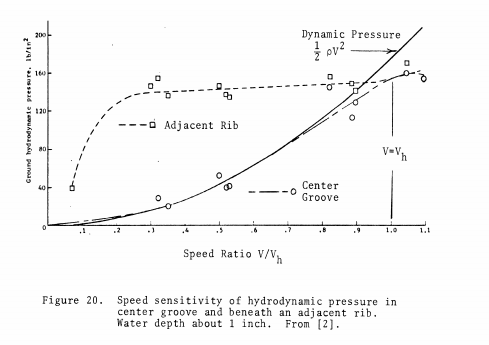 Dynamic Pressure
1/2 ρV²
Ground hydrodynamic pressure, lb/in²
200
160
120
80
40
0
Adjacent Rib
V=Vh
Center
Groove
.1 .2 .3 .4 .5 .6 .7 .8 .9 1.0 1.1
Speed Ratio V/Vh
Figure 20. Speed sensitivity of hydrodynamic pressure in
center groove and beneath an adjacent rib.
Water depth about 1 inch. From [2].